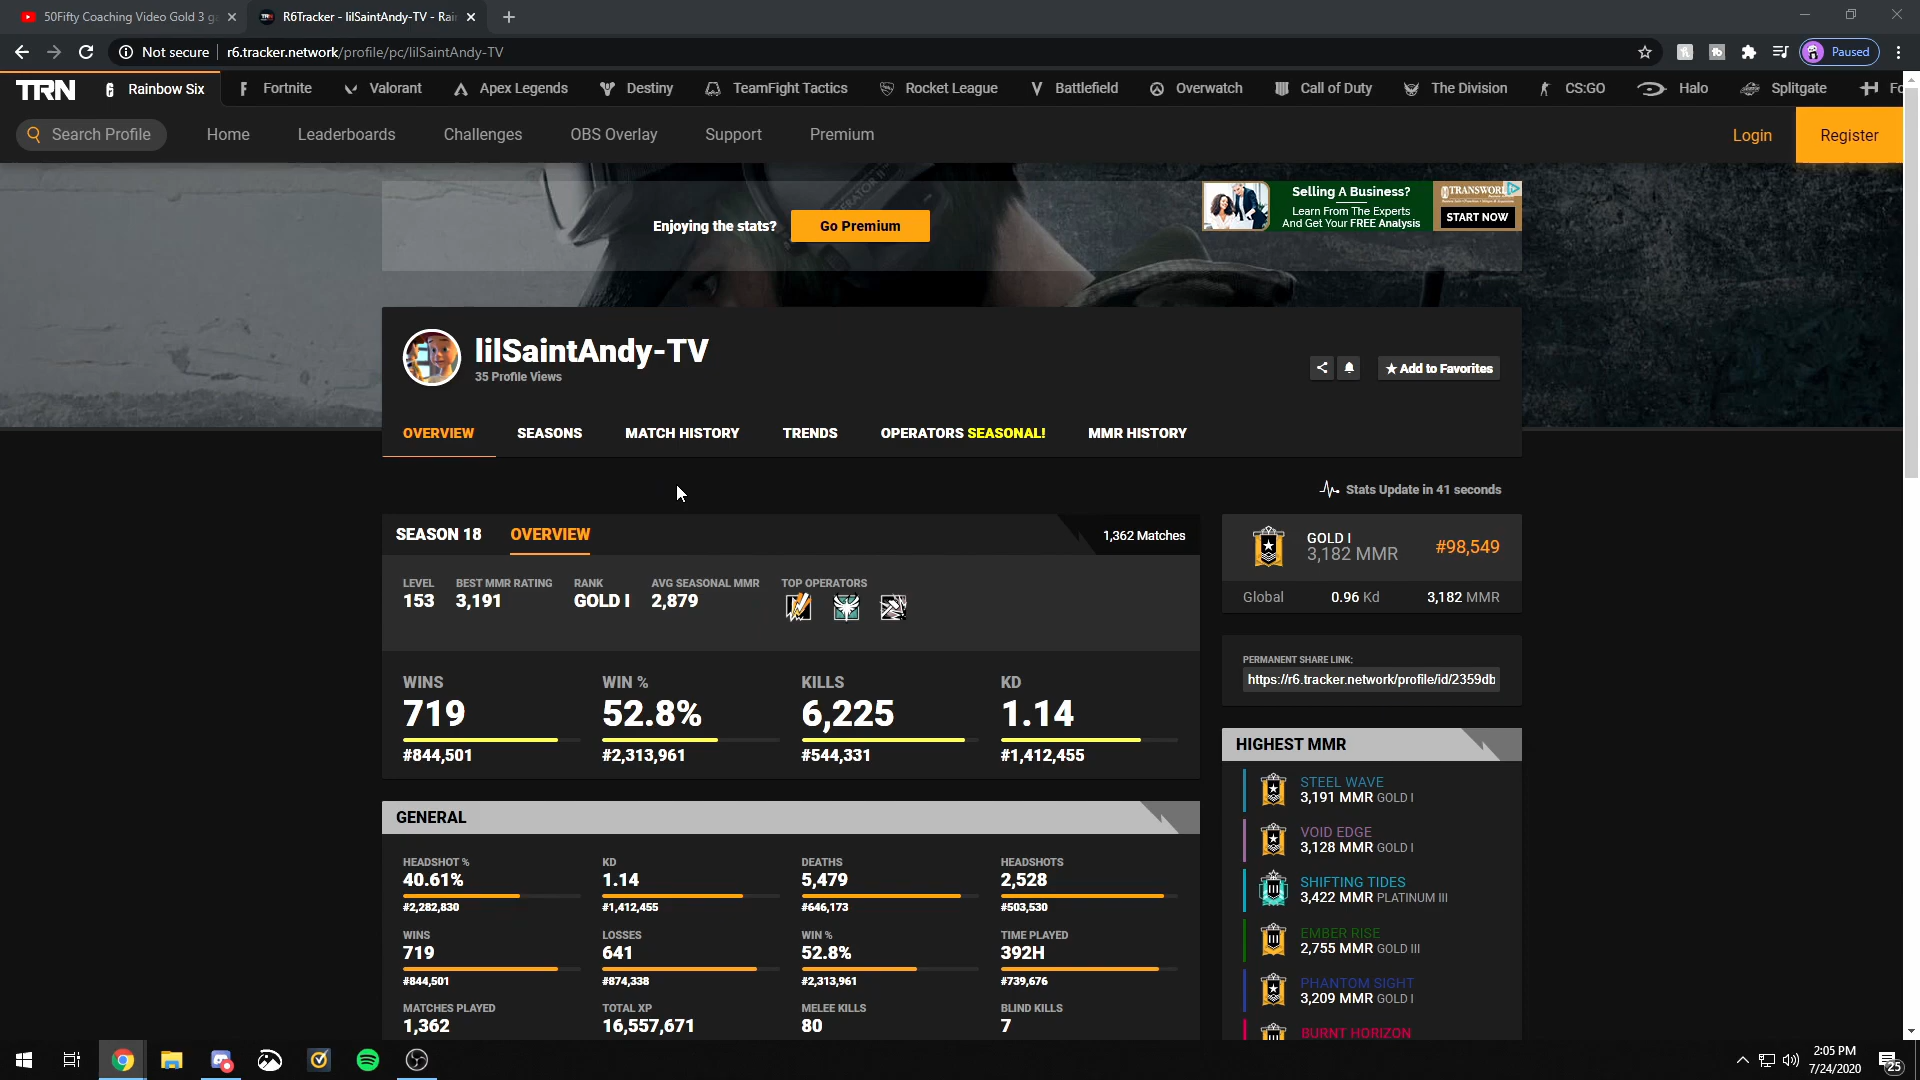 50Fifty Coaching Video Gold 3 ga
R6Tracker - lilSaintAndy-TV - Rai
Not secure r6.tracker.network/profile/pc/lilSaintAndy-TV
Paused
TRN Rainbow Six Fortnite Valorant Apex Legends Destiny TeamFight Tactics Rocket League Battlefield Overwatch Call of Duty The Division CS:GO Halo Splitgate Fo
Search Profile Home Leaderboards Challenges OBS Overlay Support Premium Login Register
Enjoying the stats? Go Premium
Selling A Business?
Learn From The Experts
And Get Your FREE Analysis
TRANSWORL
START NOW
lilSaintAndy-TV
35 Profile Views
Add to Favorites
OVERVIEW SEASONS MATCH HISTORY TRENDS OPERATORS SEASONAL! MMR HISTORY
Stats Update in 41 seconds
SEASON 18 OVERVIEW 1,362 Matches
LEVEL BEST MMR RATING RANK AVG SEASONAL MMR TOP OPERATORS
153 3,191 GOLD I 2,879
WINS WIN % KILLS KD
719 52.8% 6,225 1.14
#844,501 #2,313,961 #544,331 #1,412,455
GENERAL
HEADSHOT % KD DEATHS HEADSHOTS
40.61% 1.14 5,479 2,528
#2,282,830 #1,412,455 #646,173 #503,530
WINS LOSSES WIN % TIME PLAYED
719 641 52.8% 392H
#844,501 #874,338 #2,313,961 #739,676
MATCHES PLAYED TOTAL XP MELEE KILLS BLIND KILLS
1,362 16,557,671 80 7
GOLD I
3,182 MMR #98,549
Global 0.96 Kd 3,182 MMR
PERMANENT SHARE LINK:
https://r6.tracker.network/profile/id/2359db
HIGHEST MMR
STEEL WAVE
3,191 MMR GOLD I
VOID EDGE
3,128 MMR GOLD I
SHIFTING TIDES
3,422 MMR PLATINUM III
EMBER RISE
2,755 MMR GOLD III
PHANTOM SIGHT
3,209 MMR GOLD I
BURNT HORIZON
2:05 PM
7/24/2020
25